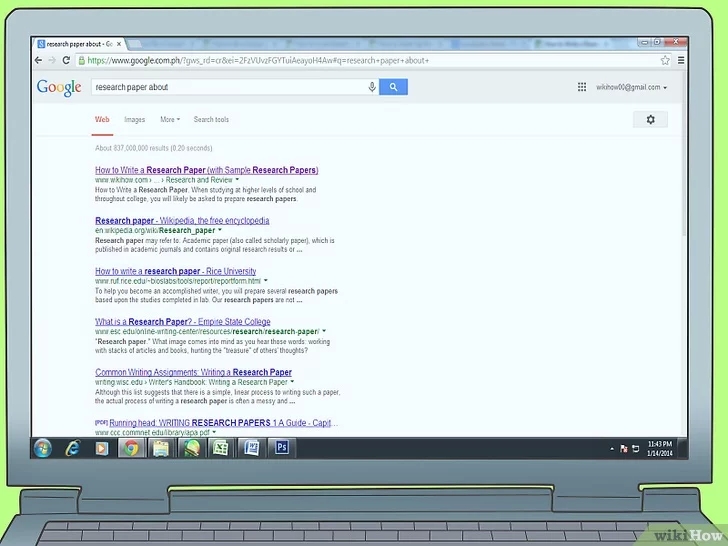 research paper about -
https://www.google.com.ph/?gws_rd=cr&ei=2FzVUvzFGYTuiAeayoH4Aw#q=research+paper+about+
Google research paper about wikihow00@gmail.com
Web Images More Search tools
About 837,000,000 results (0.20 seconds)
How to Write a Research Paper (with Sample Research Papers)
www.wikihow.com › ... › Research and Review
How to Write a Research Paper. When studying at higher levels of school and
throughout college, you will likely be asked to prepare research papers.
Research paper - Wikipedia, the free encyclopedia
en.wikipedia.org/wiki/Research_paper
Research paper may refer to: Academic paper (also called scholarly paper), which is
published in academic journals and contains original research results or ...
How to write a research paper - Rice University
www.ruf.rice.edu/~bioslabs/tools/report/reportform.html
To help you become an accomplished writer, you will prepare several research papers
based upon the studies completed in lab. Our research papers are not ...
What is a Research Paper? - Empire State College
www.esc.edu/online-writing-center/resources/research/research-paper/
"Research Paper." What image comes into mind as you hear those words: working
with stacks of articles and books, hunting the "treasure" of others' thoughts?
Common Writing Assignments: Writing a Research Paper
writing.wisc.edu › Writer's Handbook: Writing a Research Paper
Although this list suggests that there is a simple, linear process to writing such a paper,
the actual process of writing a research paper is often a messy and ...
[PDF] Running head: WRITING RESEARCH PAPERS 1 A Guide - Capit...
www.ccc.commnet.edu/library/apa.pdf
11:43 PM
1/14/2014
wikiHow